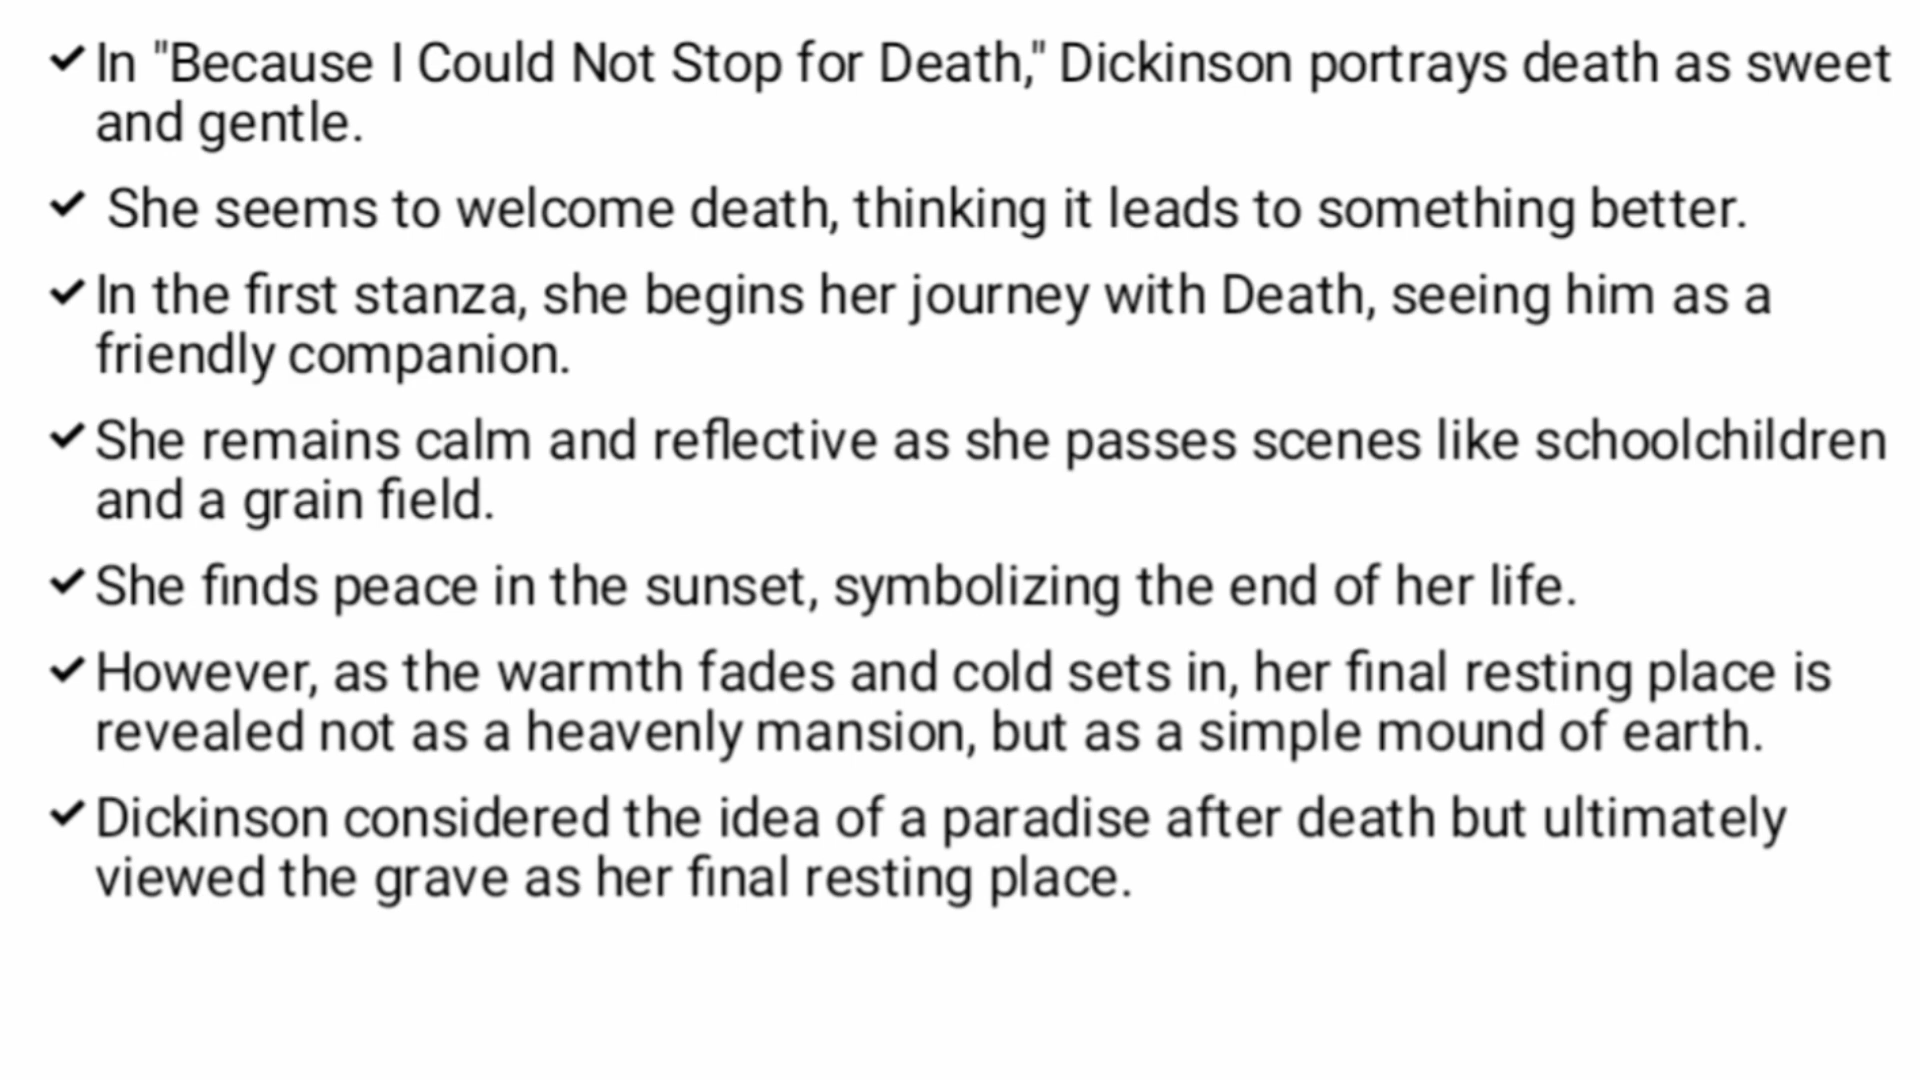 ✓ In "Because I Could Not Stop for Death," Dickinson portrays death as sweet
and gentle.
✓ She seems to welcome death, thinking it leads to something better.
✓ In the first stanza, she begins her journey with Death, seeing him as a
friendly companion.
✓ She remains calm and reflective as she passes scenes like schoolchildren
and a grain field.
✓ She finds peace in the sunset, symbolizing the end of her life.
✓ However, as the warmth fades and cold sets in, her final resting place is
revealed not as a heavenly mansion, but as a simple mound of earth.
✓ Dickinson considered the idea of a paradise after death but ultimately
viewed the grave as her final resting place.